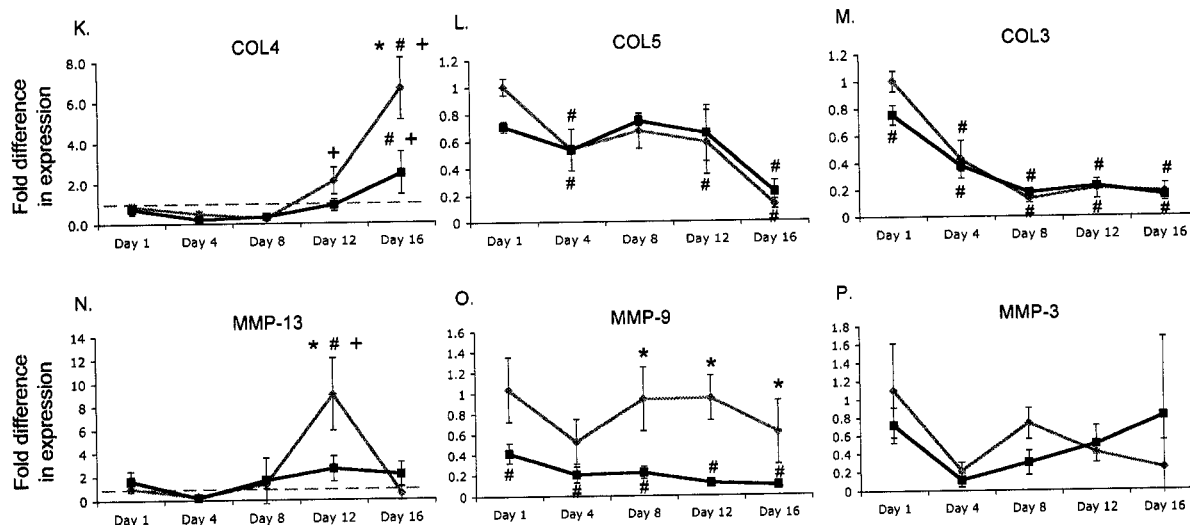 K.
COL4
* # +
Fold difference
in expression
8.0
6.0
4.0
2.0
0.0
+
# +
Day 1 Day 4 Day 8 Day 12 Day 16
L.
COL5
1.2
1
0.8
0.6
0.4
0.2
0
#
#
#
#
#
Day 1 Day 4 Day 8 Day 12 Day 16
M.
COL3
1.2
1
0.8
0.6
0.4
0.2
0
#
#
#
#
#
#
#
#
#
Day 1 Day 4 Day 8 Day 12 Day 16
N.
MMP-13
* # +
Fold difference
in expression
14
12
10
8
6
4
2
0
Day 1 Day 4 Day 8 Day 12 Day 16
O.
MMP-9
1.6
1.4
1.2
1
0.8
0.6
0.4
0.2
0
*
*
*
#
#
#
#
#
Day 1 Day 4 Day 8 Day 12 Day 16
P.
MMP-3
1.8
1.6
1.4
1.2
1
0.8
0.6
0.4
0.2
0
Day 1 Day 4 Day 8 Day 12 Day 16